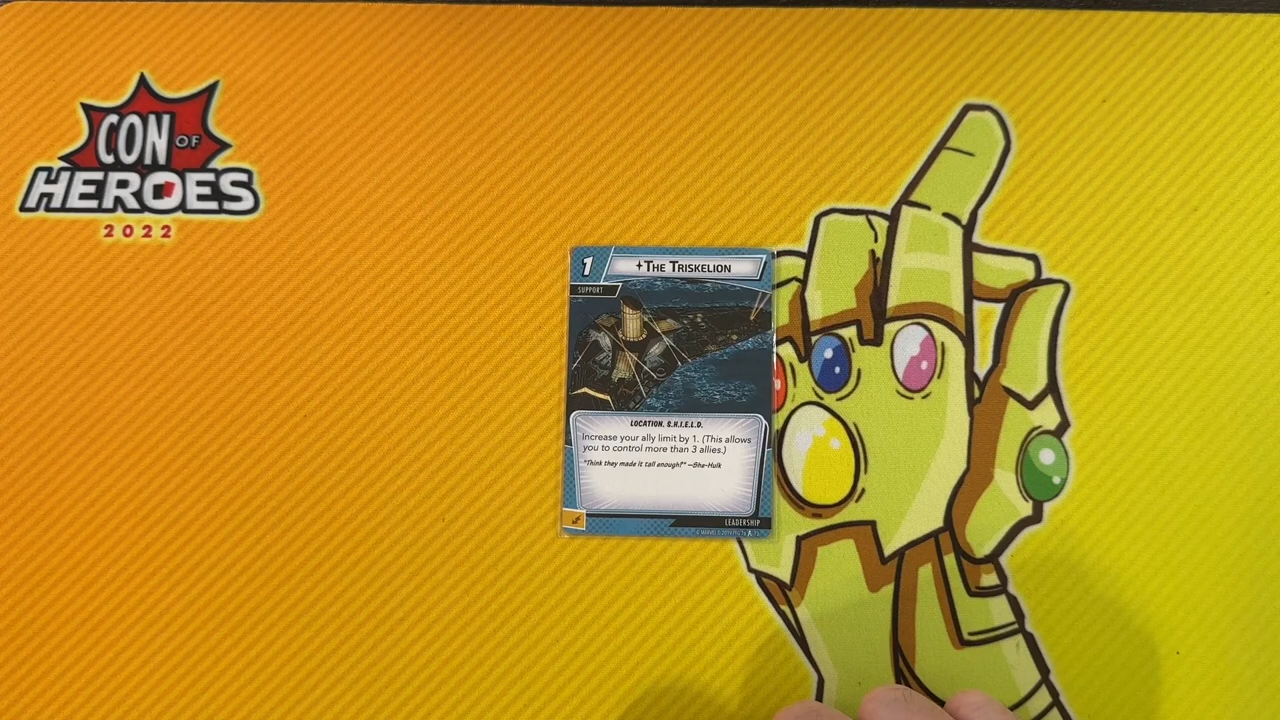 CON OF
HEROES
2022
1
THE TRISKELION
SUPPORT
LOCATION. S.H.I.E.L.D.
Increase your ally limit by 1. (This allows
you to control more than 3 allies.)
"Think they made it tall enough?" —She-Hulk
LEADERSHIP